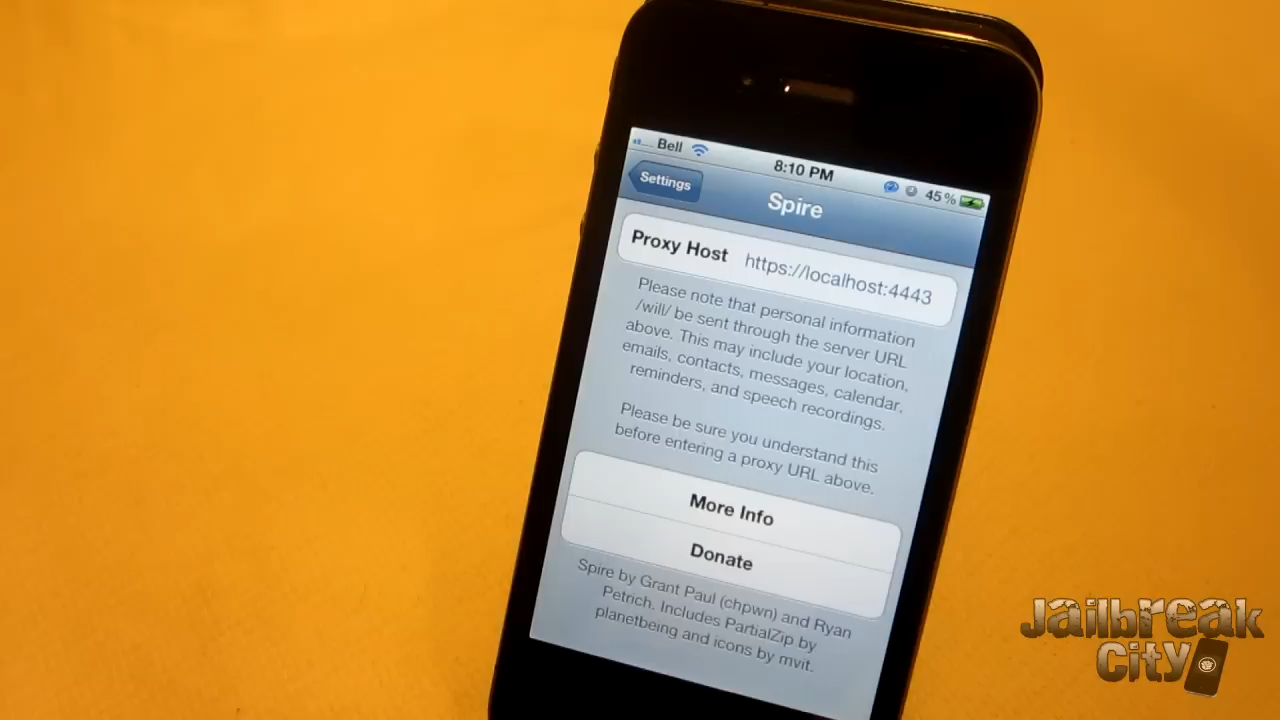 Bell
8:10 PM
45%
Settings
Spire
Proxy Host https://localhost:4443
Please note that personal information
/will/ be sent through the server URL
above. This may include your location,
emails, contacts, messages, calendar,
reminders, and speech recordings.
Please be sure you understand this
before entering a proxy URL above.
More Info
Donate
Spire by Grant Paul (chpwn) and Ryan
Petrich. Includes PartialZip by
planetbeing and icons by mvit.
Jailbreak
City